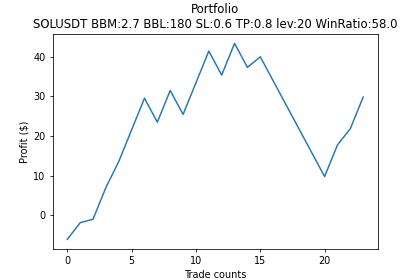 Portfolio
SOLUSDT BBM:2.7 BBL:180 SL:0.6 TP:0.8 lev:20 WinRatio:58.0
Profit ($)
40
30
20
10
0
0 5 10 15 20
Trade counts